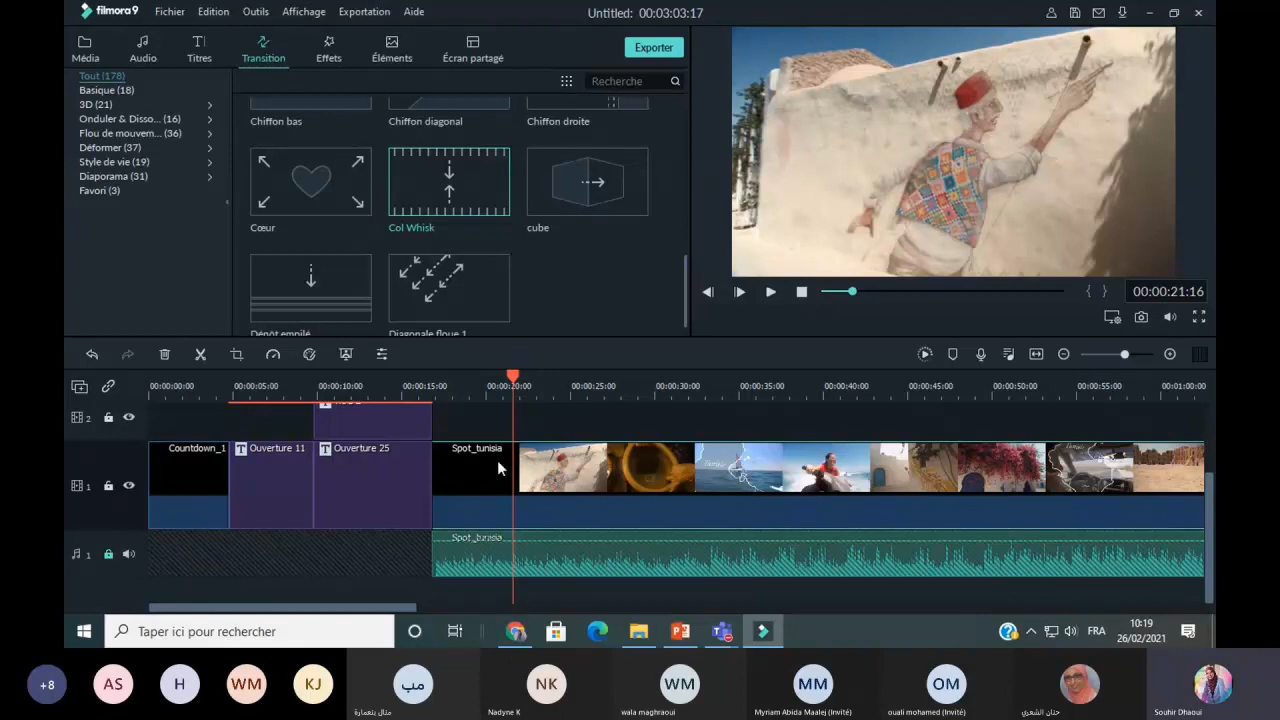 filmora9 Fichier Edition Outils Affichage Exportation Aide Untitled: 00:03:03:17
Média Audio Titres Transition Effets Éléments Écran partagé Exporter
Tout (178)
Basique (18)
3D (21)
Onduler & Disso... (16)
Flou de mouvem... (36)
Déformer (37)
Style de vie (19)
Diaporama (31)
Favori (3)
Recherche
Chiffon bas Chiffon diagonal Chiffon droite
Cœur Col Whisk cube
Dépôt empilé Diagonale floue 1
00:00:21:16
00:00:00:00 00:00:05:00 00:00:10:00 00:00:15:00 00:00:20:00 00:00:25:00 00:00:30:00 00:00:35:00 00:00:40:00 00:00:45:00 00:00:50:00 00:00:55:00 00:01:00:00
2
1 Countdown_1 T Ouverture 11 T Ouverture 25 Spot_tunisia
1 Spot_tunisia
Taper ici pour rechercher
FRA
10:19
26/02/2021
+8 AS H WM KJ مب NK WM MM OM
منال بنعمارة Nadyne K wala maghraoui Myriam Abida Maalej (Invité) ouali mohamed (Invité) حنان الشعري Souhir Dhaoui